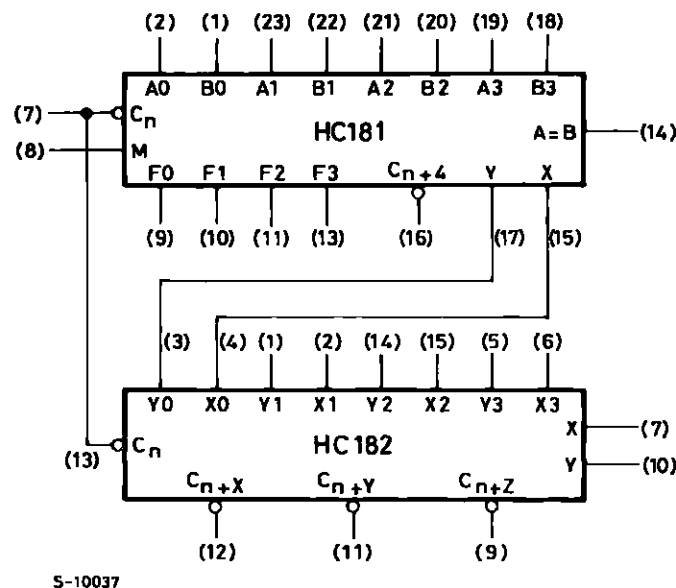 (2) (1) (23) (22) (21) (20) (19) (18)
A0 B0 A1 B1 A2 B2 A3 B3
(7) Cn HC181 A=B (14)
(8) M
F0 F1 F2 F3 Cn+4 Y X
(9) (10) (11) (13) (16) (17) (15)
(3) (4) (1) (2) (14) (15) (5) (6)
Y0 X0 Y1 X1 Y2 X2 Y3 X3
X (7)
(13) Cn HC182
Y (10)
Cn+X Cn+Y Cn+Z
(12) (11) (9)
S-10037